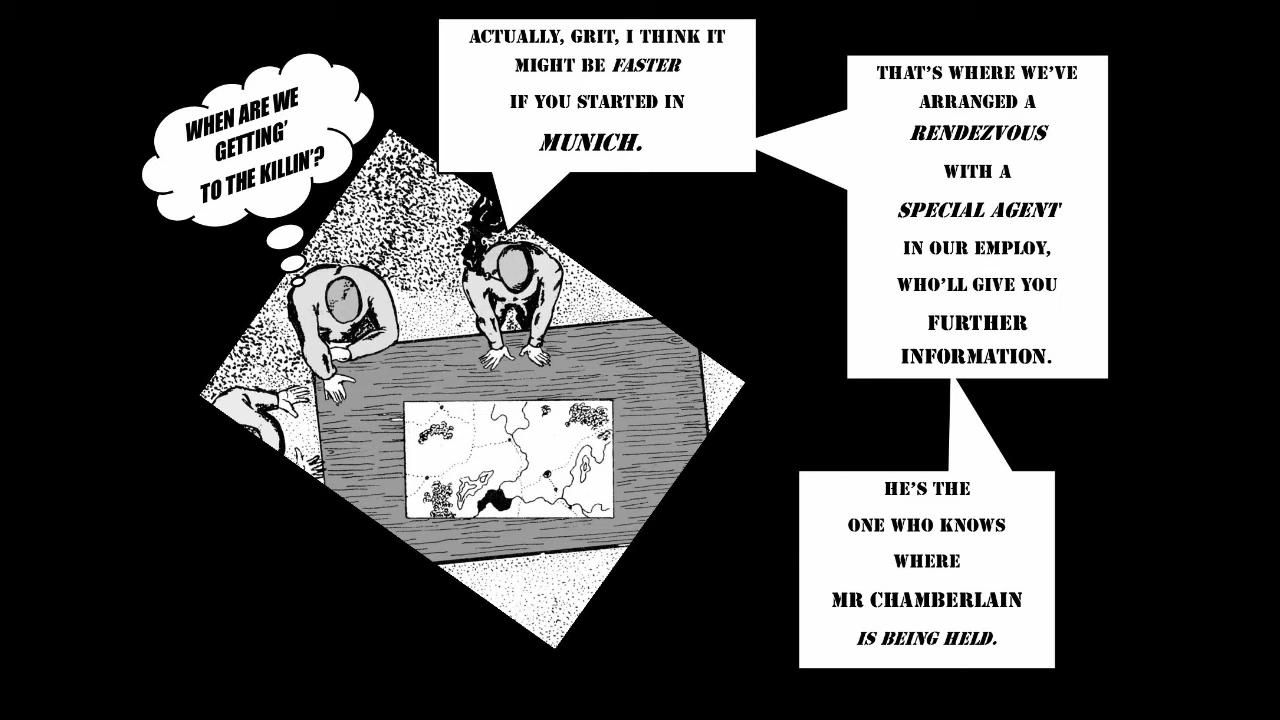 WHEN ARE WE
GETTING'
TO THE KILLIN'?
ACTUALLY, GRIT, I THINK IT
MIGHT BE FASTER
IF YOU STARTED IN
MUNICH.
THAT'S WHERE WE'VE
ARRANGED A
RENDEZVOUS
WITH A
SPECIAL AGENT
IN OUR EMPLOY,
WHO'LL GIVE YOU
FURTHER
INFORMATION.
HE'S THE
ONE WHO KNOWS
WHERE
MR CHAMBERLAIN
IS BEING HELD.